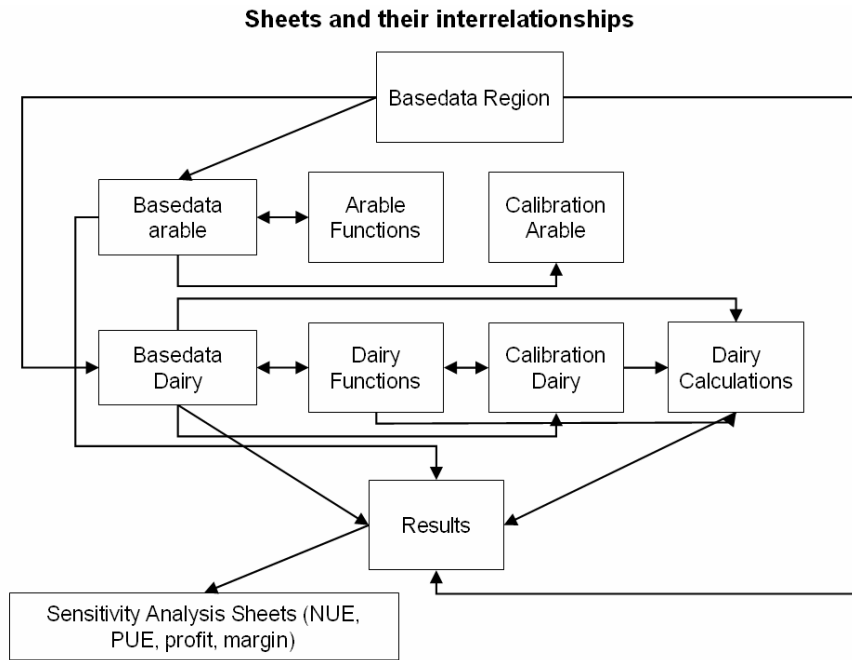 Sheets and their interrelationships
Basedata Region
Basedata
arable
Arable
Functions
Calibration
Arable
Basedata
Dairy
Dairy
Functions
Calibration
Dairy
Dairy
Calculations
Results
Sensitivity Analysis Sheets (NUE,
PUE, profit, margin)